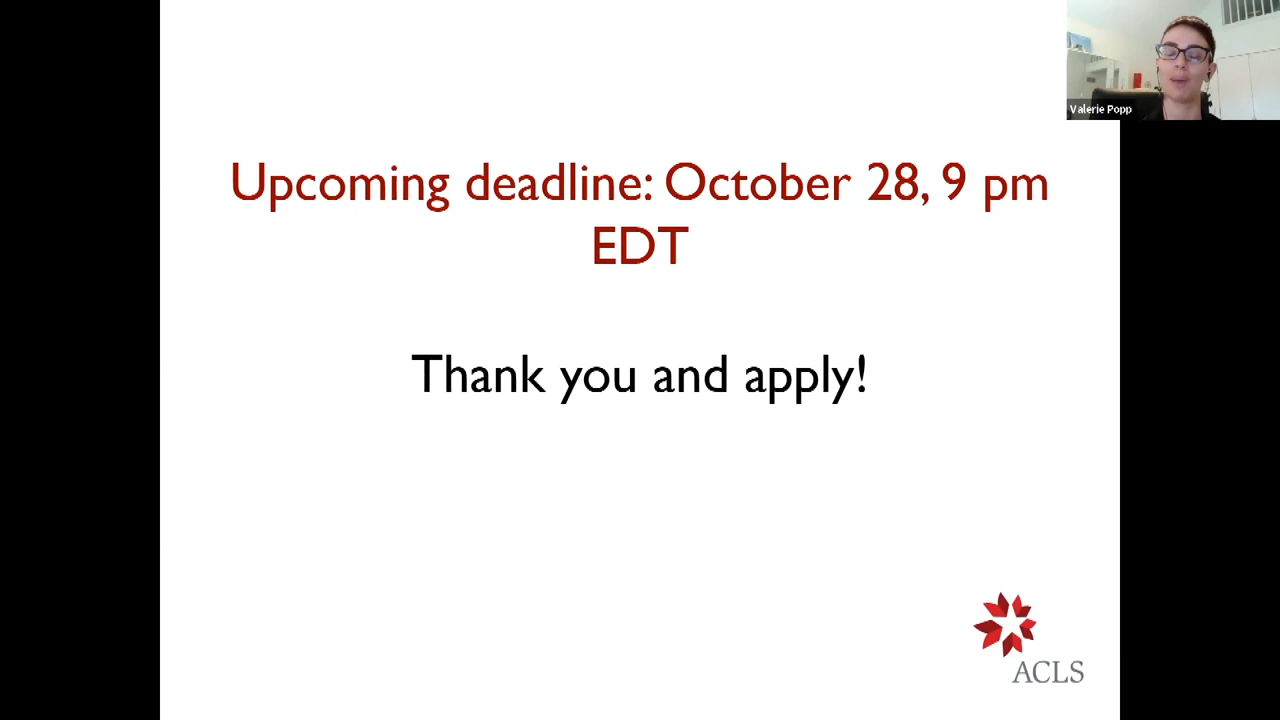 Valerie Popp
Upcoming deadline: October 28, 9 pm
EDT
Thank you and apply!
ACLS